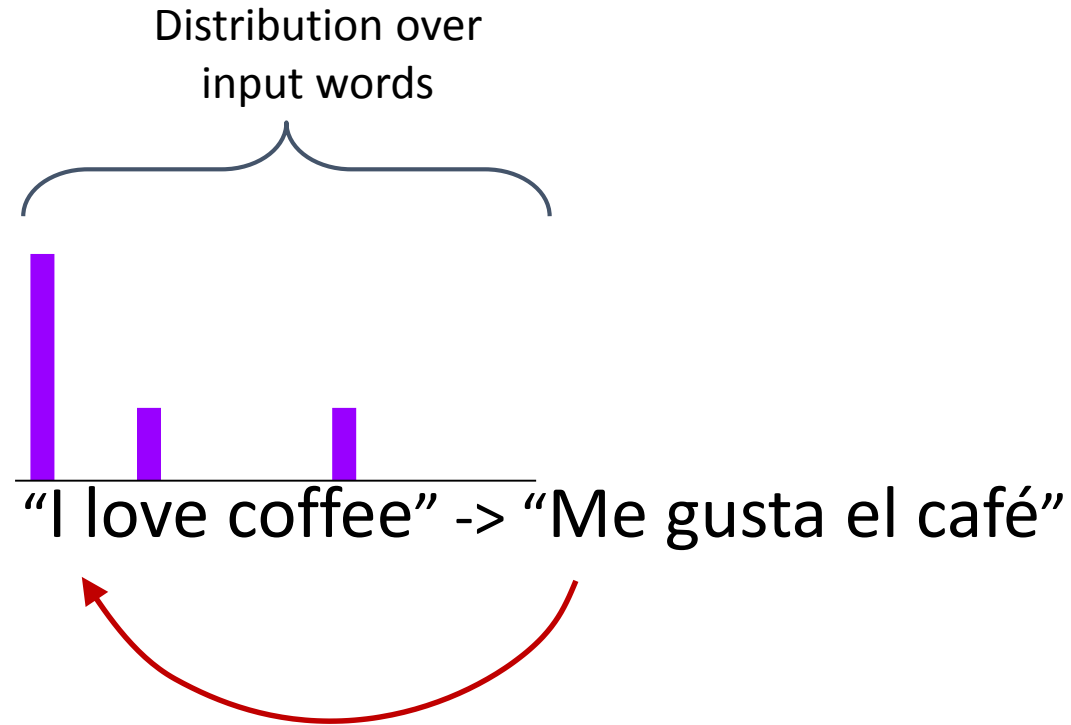 Distribution over
input words
“I love coffee” -> “Me gusta el café”